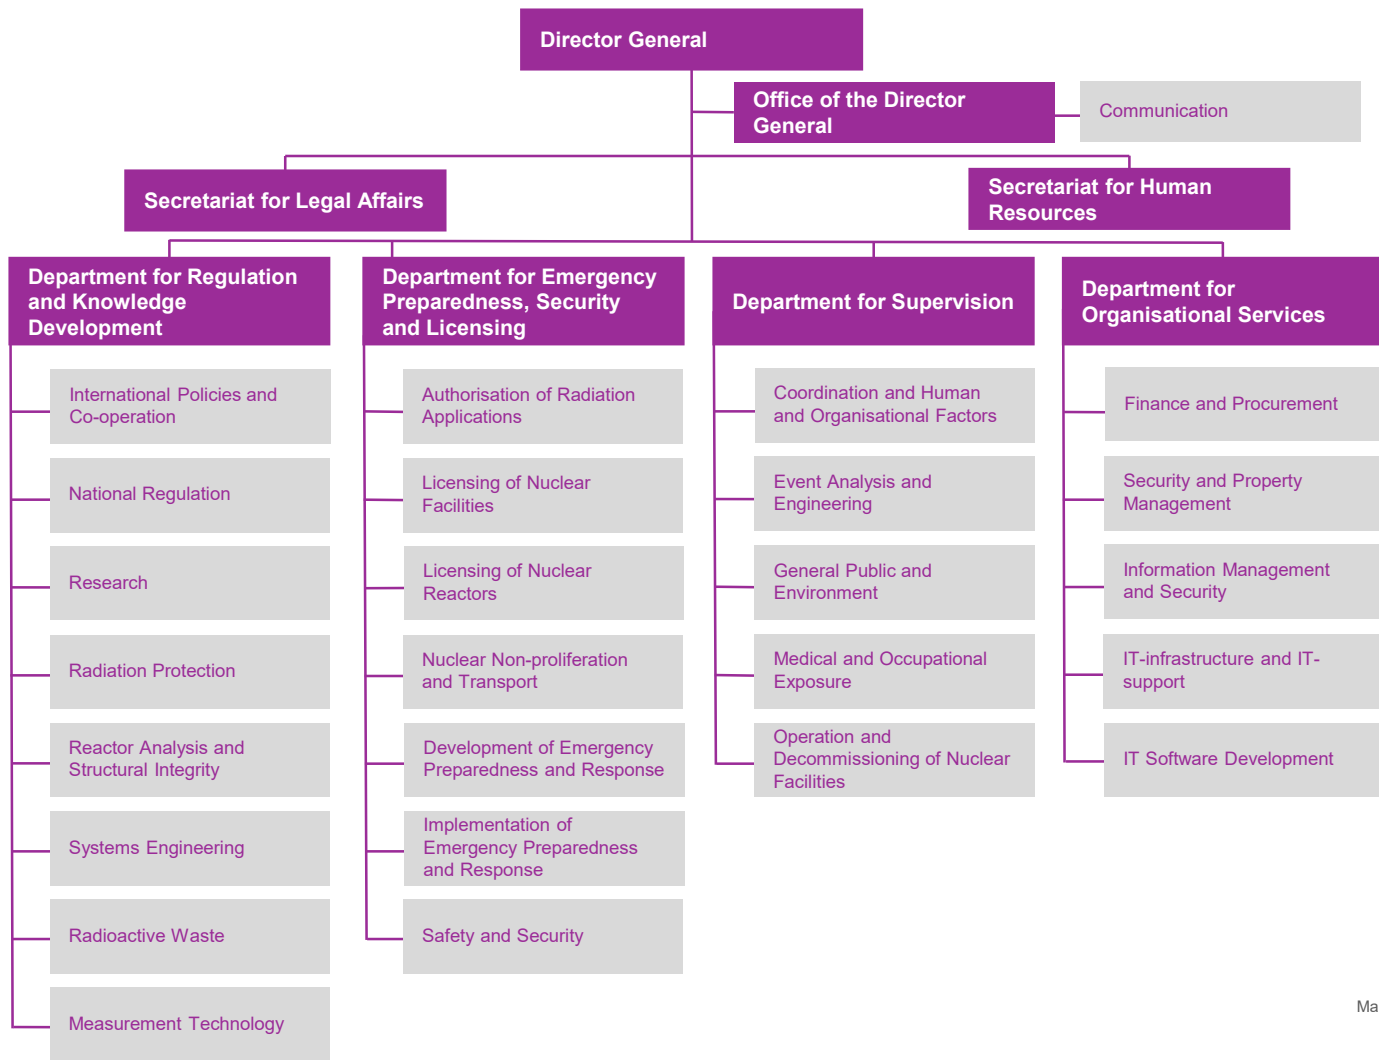 Director General
Office of the Director
General
Communication
Secretariat for Legal Affairs
Secretariat for Human
Resources
Department for Regulation
and Knowledge
Development
International Policies and
Co-operation
National Regulation
Research
Radiation Protection
Reactor Analysis and
Structural Integrity
Systems Engineering
Radioactive Waste
Measurement Technology
Department for Emergency
Preparedness, Security
and Licensing
Authorisation of Radiation
Applications
Licensing of Nuclear
Facilities
Licensing of Nuclear
Reactors
Nuclear Non-proliferation
and Transport
Development of Emergency
Preparedness and Response
Implementation of
Emergency Preparedness
and Response
Safety and Security
Department for Supervision
Coordination and Human
and Organisational Factors
Event Analysis and
Engineering
General Public and
Environment
Medical and Occupational
Exposure
Operation and
Decommissioning of Nuclear
Facilities
Department for
Organisational Services
Finance and Procurement
Security and Property
Management
Information Management
and Security
IT-infrastructure and IT-
support
IT Software Development
Ma